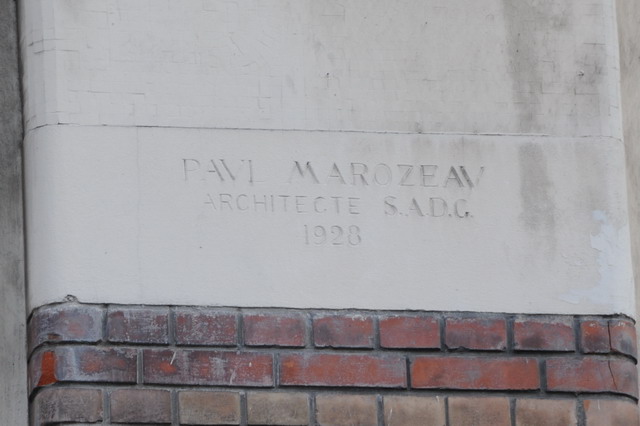 PAVL MAROZEAV
ARCHITECTE S.A.D.G.
1928